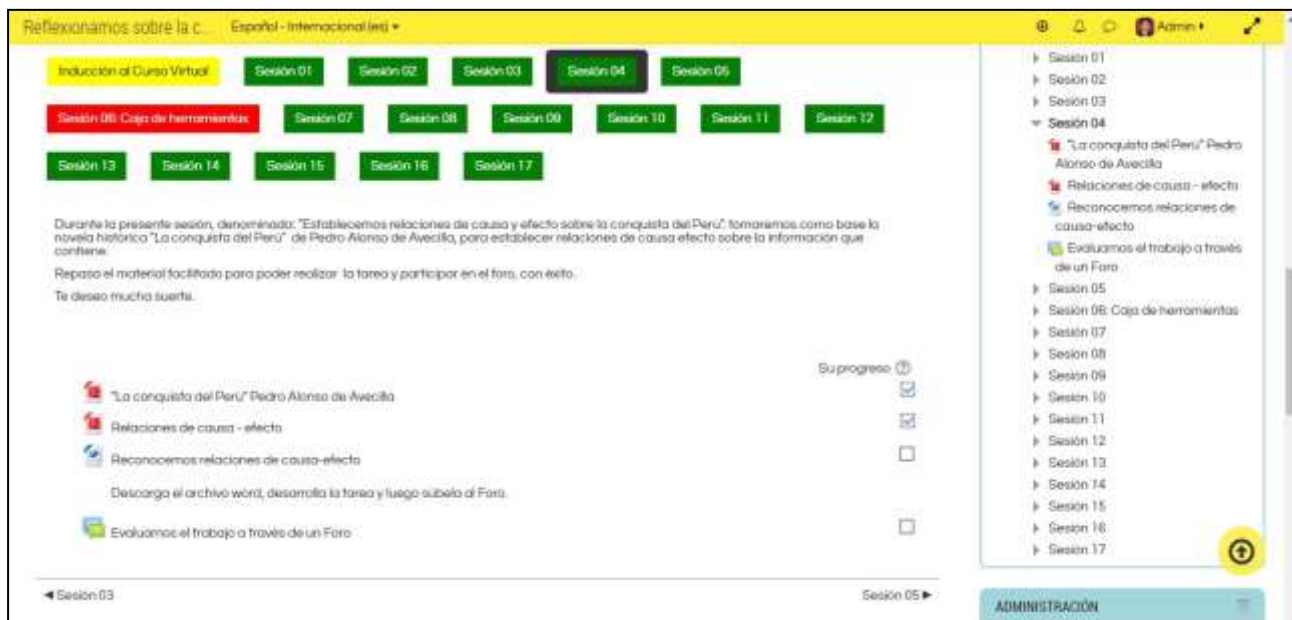 Reflexionamos sobre la c... Español - Internacional (es) Admin
Inducción al Curso Virtual Sesión 01 Sesión 02 Sesión 03 Sesión 04 Sesión 05
Sesión 06: Caja de herramientas Sesión 07 Sesión 08 Sesión 09 Sesión 10 Sesión 11 Sesión 12
Sesión 13 Sesión 14 Sesión 15 Sesión 16 Sesión 17
Durante la presente sesión, denominada: "Establecemos relaciones de causa y efecto sobre la conquista del Perú". tomaremos como base la
novela histórica "La conquista del Perú" de Pedro Alonso de Avecilla, para establecer relaciones de causa efecto sobre la información que
contiene.
Repasa el material facilitado para poder realizar la tarea y participar en el foro, con éxito.
Te deseo mucha suerte.
Su progreso
"La conquista del Perú" Pedro Alonso de Avecilla
Relaciones de causa - efecto
Reconocemos relaciones de causa-efecto
Descarga el archivo word, desarrolla la tarea y luego súbela al Foro.
Evaluamos el trabajo a través de un Foro
◄ Sesión 03 Sesión 05 ►
Sesión 01
Sesión 02
Sesión 03
Sesión 04
"La conquista del Perú" Pedro
Alonso de Avecilla
Relaciones de causa - efecto
Reconocemos relaciones de
causa-efecto
Evaluamos el trabajo a través
de un Foro
Sesión 05
Sesión 06: Caja de herramientas
Sesión 07
Sesión 08
Sesión 09
Sesión 10
Sesión 11
Sesión 12
Sesión 13
Sesión 14
Sesión 15
Sesión 16
Sesión 17
ADMINISTRACIÓN